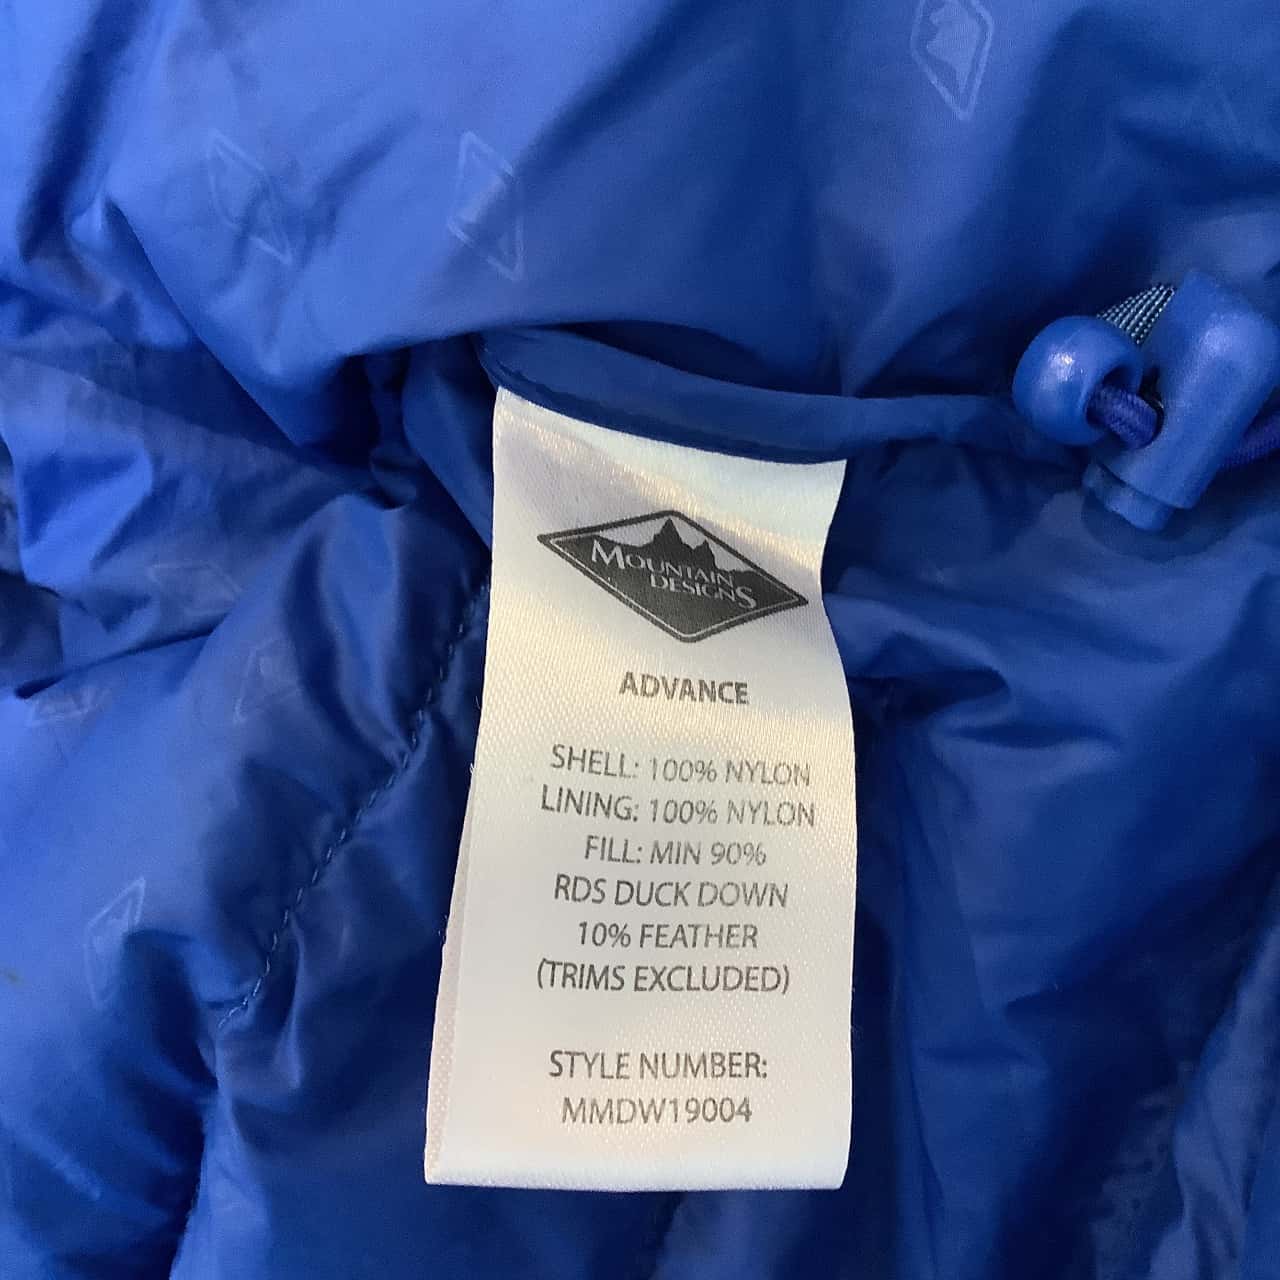 MOUNTAIN
DESIGNS
ADVANCE
SHELL: 100% NYLON
LINING: 100% NYLON
FILL: MIN 90%
RDS DUCK DOWN
10% FEATHER
(TRIMS EXCLUDED)
STYLE NUMBER:
MMDW19004